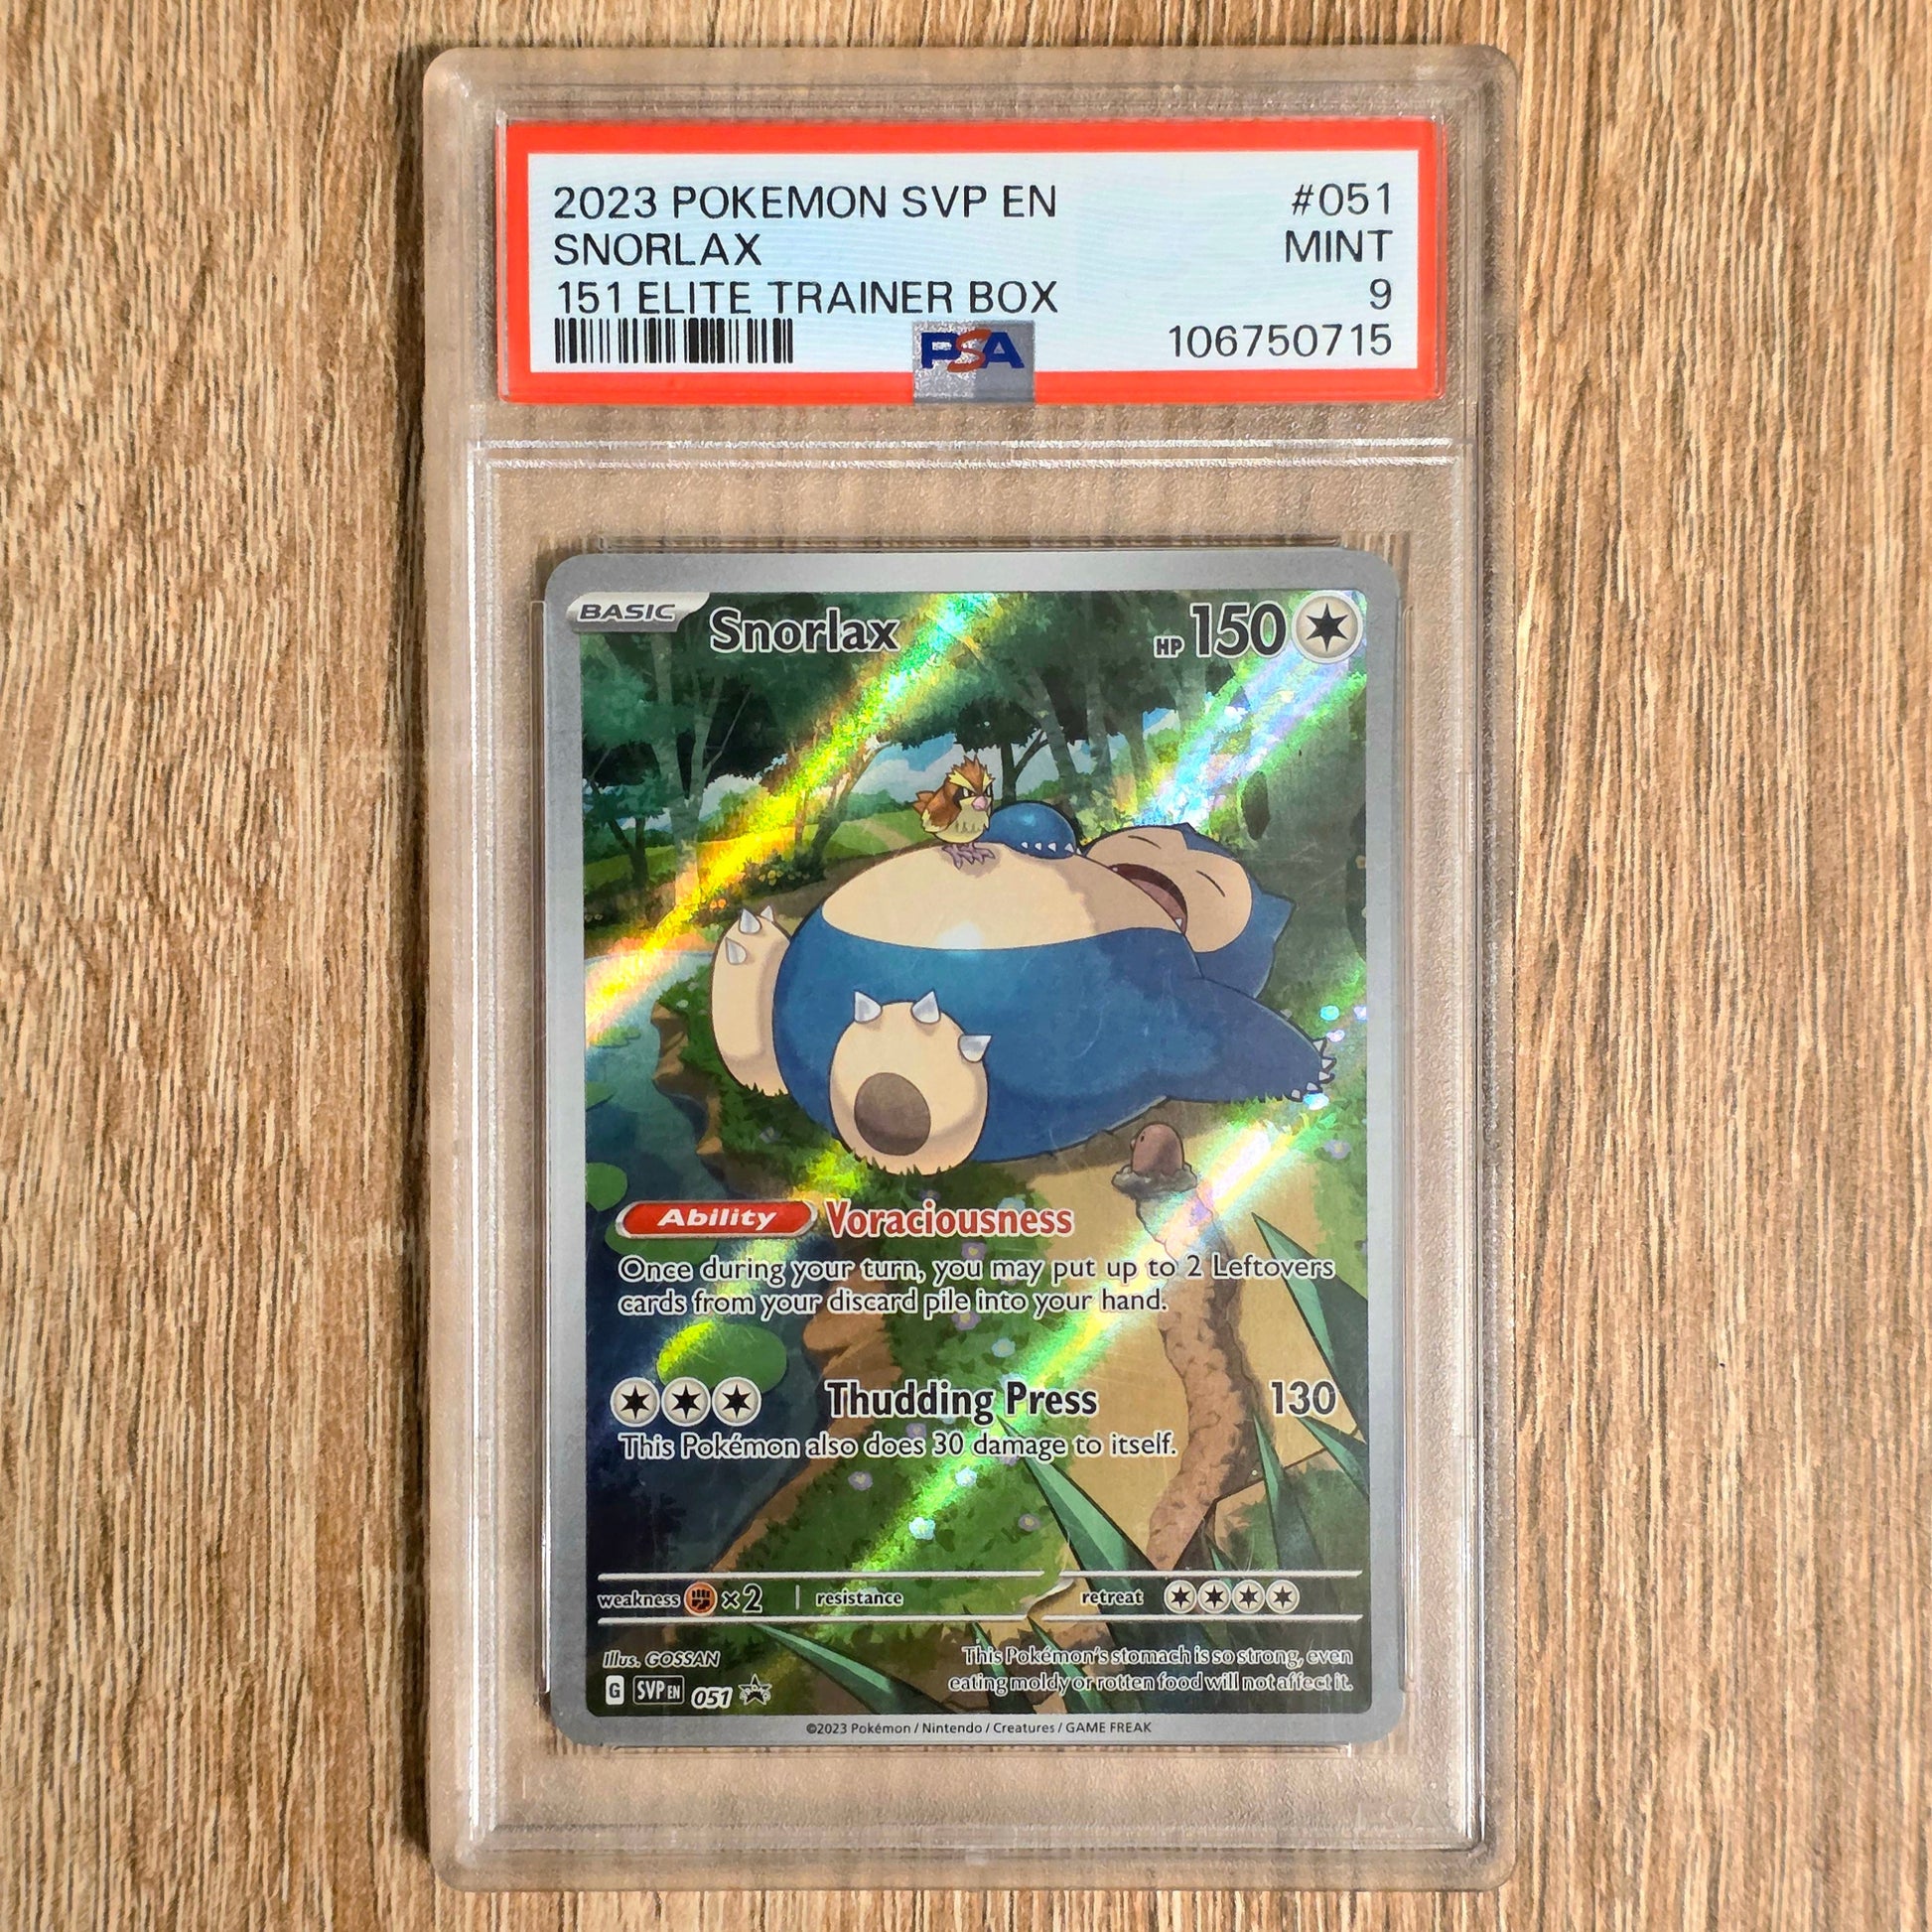 2023 POKEMON SVP EN #051
SNORLAX MINT
151 ELITE TRAINER BOX 9
PSA 106750715
BASIC Snorlax HP 150
Ability Voraciousness
Once during your turn, you may put up to 2 Leftovers
cards from your discard pile into your hand.
Thudding Press 130
This Pokémon also does 30 damage to itself.
weakness ×2 resistance retreat
Illus. GOSSAN
This Pokémon's stomach is so strong, even
eating moldy or rotten food will not affect it.
G SVP EN 051
©2023 Pokémon / Nintendo / Creatures / GAME FREAK